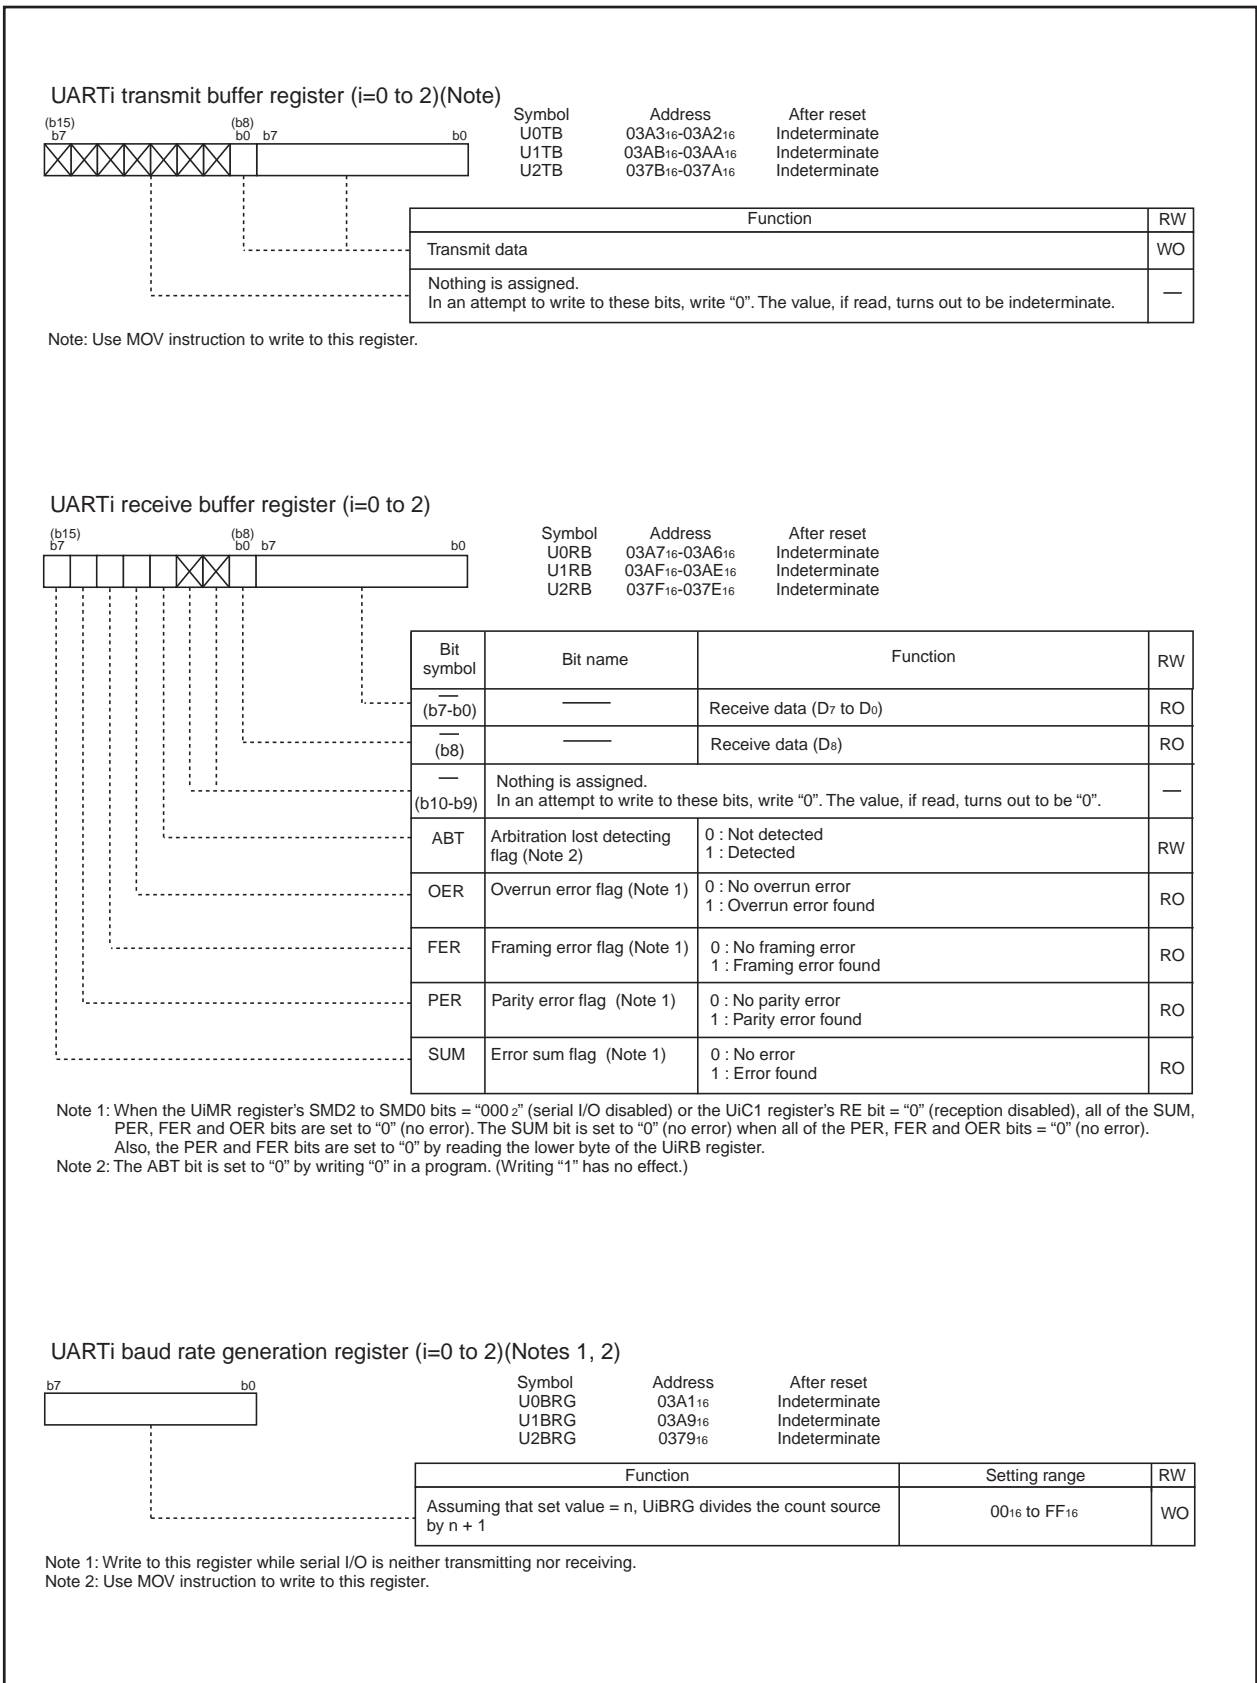 UARTi transmit buffer register (i=0 to 2)(Note)
Symbol Address After reset
(b15) (b8)
b7 b0 b7 b0
U0TB 03A316-03A216 Indeterminate
U1TB 03AB16-03AA16 Indeterminate
U2TB 037B16-037A16 Indeterminate
Function RW
Transmit data WO
Nothing is assigned.
In an attempt to write to these bits, write “0”. The value, if read, turns out to be indeterminate. —
Note: Use MOV instruction to write to this register.
UARTi receive buffer register (i=0 to 2)
(b15) (b8)
b7 b0 b7 b0
Symbol Address After reset
U0RB 03A716-03A616 Indeterminate
U1RB 03AF16-03AE16 Indeterminate
U2RB 037F16-037E16 Indeterminate
Bit
symbol Bit name Function RW
—
(b7-b0) — Receive data (D7 to D0) RO
—
(b8) — Receive data (D8) RO
—
(b10-b9) Nothing is assigned.
In an attempt to write to these bits, write “0”. The value, if read, turns out to be “0”. —
ABT Arbitration lost detecting
flag (Note 2) 0 : Not detected
1 : Detected RW
OER Overrun error flag (Note 1) 0 : No overrun error
1 : Overrun error found RO
FER Framing error flag (Note 1) 0 : No framing error
1 : Framing error found RO
PER Parity error flag (Note 1) 0 : No parity error
1 : Parity error found RO
SUM Error sum flag (Note 1) 0 : No error
1 : Error found RO
Note 1: When the UiMR register’s SMD2 to SMD0 bits = “0002” (serial I/O disabled) or the UiC1 register’s RE bit = “0” (reception disabled), all of the SUM,
PER, FER and OER bits are set to “0” (no error). The SUM bit is set to “0” (no error) when all of the PER, FER and OER bits = “0” (no error).
Also, the PER and FER bits are set to “0” by reading the lower byte of the UiRB register.
Note 2: The ABT bit is set to “0” by writing “0” in a program. (Writing “1” has no effect.)
UARTi baud rate generation register (i=0 to 2)(Notes 1, 2)
b7 b0
Symbol Address After reset
U0BRG 03A116 Indeterminate
U1BRG 03A916 Indeterminate
U2BRG 037916 Indeterminate
Function Setting range RW
Assuming that set value = n, UiBRG divides the count source
by n + 1 0016 to FF16 WO
Note 1: Write to this register while serial I/O is neither transmitting nor receiving.
Note 2: Use MOV instruction to write to this register.